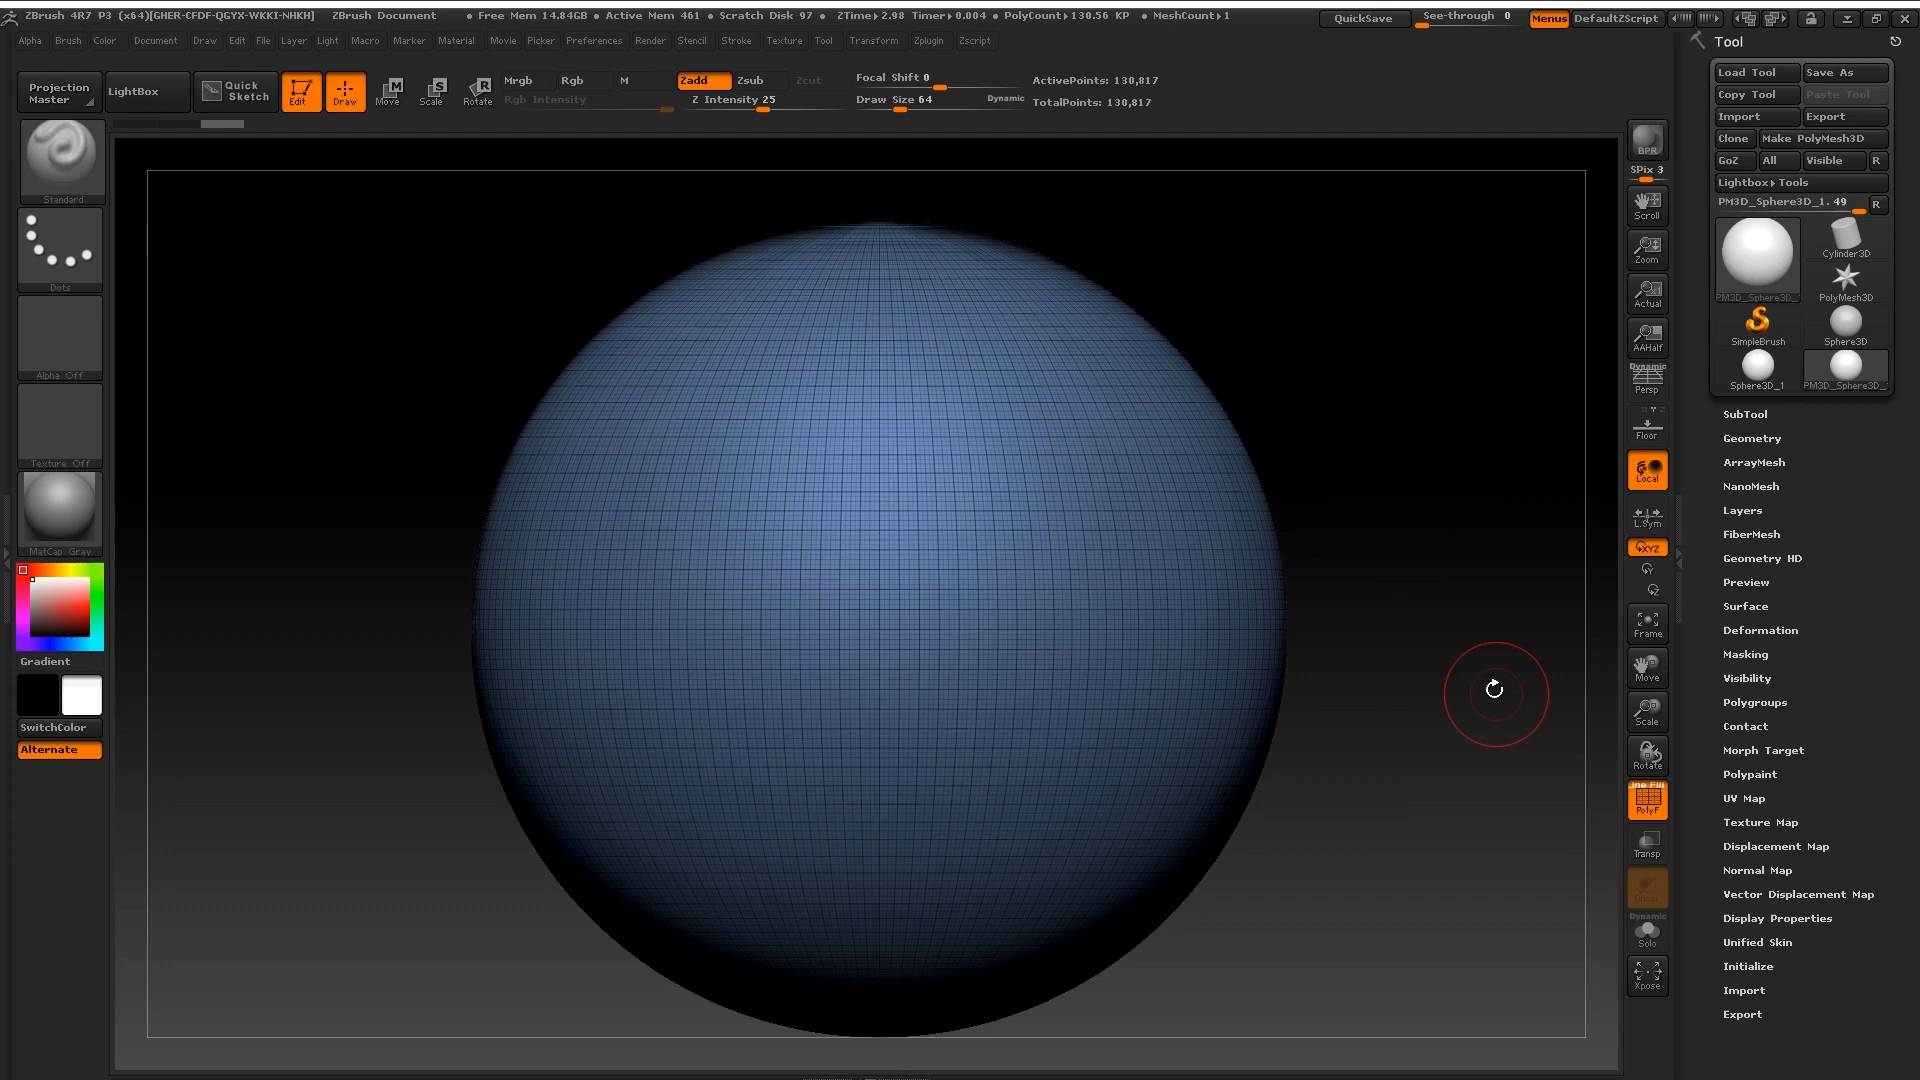 ZBrush 4R7 P3 (x64)[GHER-CFDF-QGYX-WKKI-NHKH] ZBrush Document • Free Mem 14.84GB • Active Mem 461 • Scratch Disk 97 • ZTime▸2.98 Timer▸0.004 • PolyCount▸130.56 KP • MeshCount▸1 QuickSave See-through 0 Menus DefaultZScript
Alpha Brush Color Document Draw Edit File Layer Light Macro Marker Material Movie Picker Preferences Render Stencil Stroke Texture Tool Transform Zplugin Zscript
Tool
Projection Master
LightBox
Quick Sketch
Edit
Draw
Move
Scale
Rotate
Mrgb Rgb M Zadd Zsub Zcut
Rgb Intensity Z Intensity 25
Focal Shift 0
Draw Size 64 Dynamic
ActivePoints: 130,817
TotalPoints: 130,817
Standard
Dots
Alpha Off
Texture Off
MatCap Gray
Gradient
SwitchColor
Alternate
BPR
SPix 3
Scroll
Zoom
Actual
AAHalf
Dynamic
Persp
Floor
Local
L.Sym
XYZ
Y
Z
Frame
Move
Scale
Rotate
Line Fill
PolyF
Transp
Dynamic
Solo
Xpose
Load Tool Save As
Copy Tool Paste Tool
Import Export
Clone Make PolyMesh3D
GoZ All Visible R
Lightbox▸Tools
PM3D_Sphere3D_1. 49 R
PM3D_Sphere3D_
Cylinder3D
PolyMesh3D
SimpleBrush Sphere3D
Sphere3D_1 PM3D_Sphere3D_
SubTool
Geometry
ArrayMesh
NanoMesh
Layers
FiberMesh
Geometry HD
Preview
Surface
Deformation
Masking
Visibility
Polygroups
Contact
Morph Target
Polypaint
UV Map
Texture Map
Displacement Map
Normal Map
Vector Displacement Map
Display Properties
Unified Skin
Initialize
Import
Export